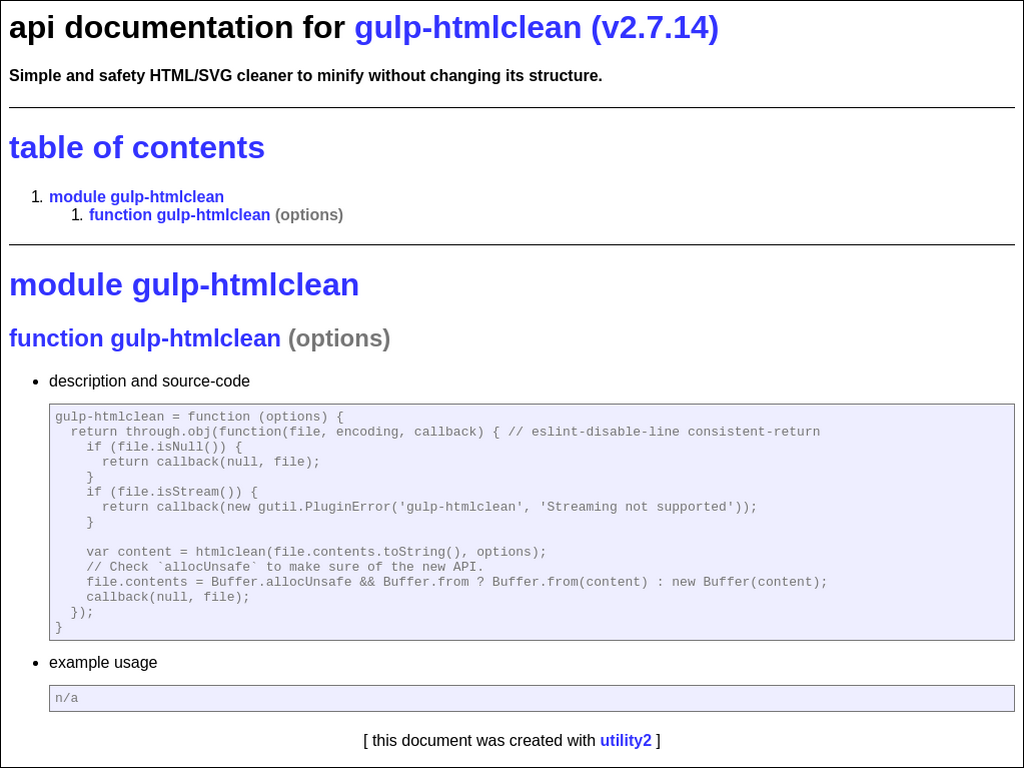 api documentation for gulp-htmlclean (v2.7.14)
Simple and safety HTML/SVG cleaner to minify without changing its structure.
table of contents
1. module gulp-htmlclean
1. function gulp-htmlclean (options)
module gulp-htmlclean
function gulp-htmlclean (options)
• description and source-code
gulp-htmlclean = function (options) {
  return through.obj(function(file, encoding, callback) { // eslint-disable-line consistent-return
    if (file.isNull()) {
      return callback(null, file);
    }
    if (file.isStream()) {
      return callback(new gutil.PluginError('gulp-htmlclean', 'Streaming not supported'));
    }
    var content = htmlclean(file.contents.toString(), options);
    // Check `allocUnsafe` to make sure of the new API.
    file.contents = Buffer.allocUnsafe && Buffer.from ? Buffer.from(content) : new Buffer(content);
    callback(null, file);
  });
}
• example usage
n/a
[ this document was created with utility2 ]